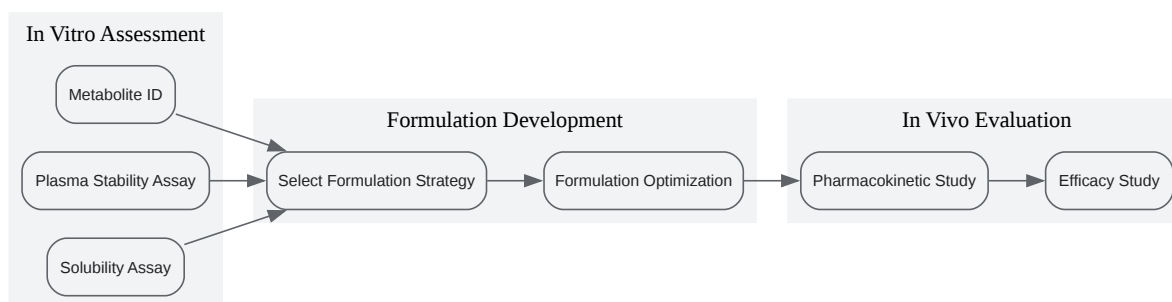 In Vitro Assessment
Metabolite ID
Plasma Stability Assay
Solubility Assay
Formulation Development
Select Formulation Strategy
Formulation Optimization
In Vivo Evaluation
Pharmacokinetic Study
Efficacy Study